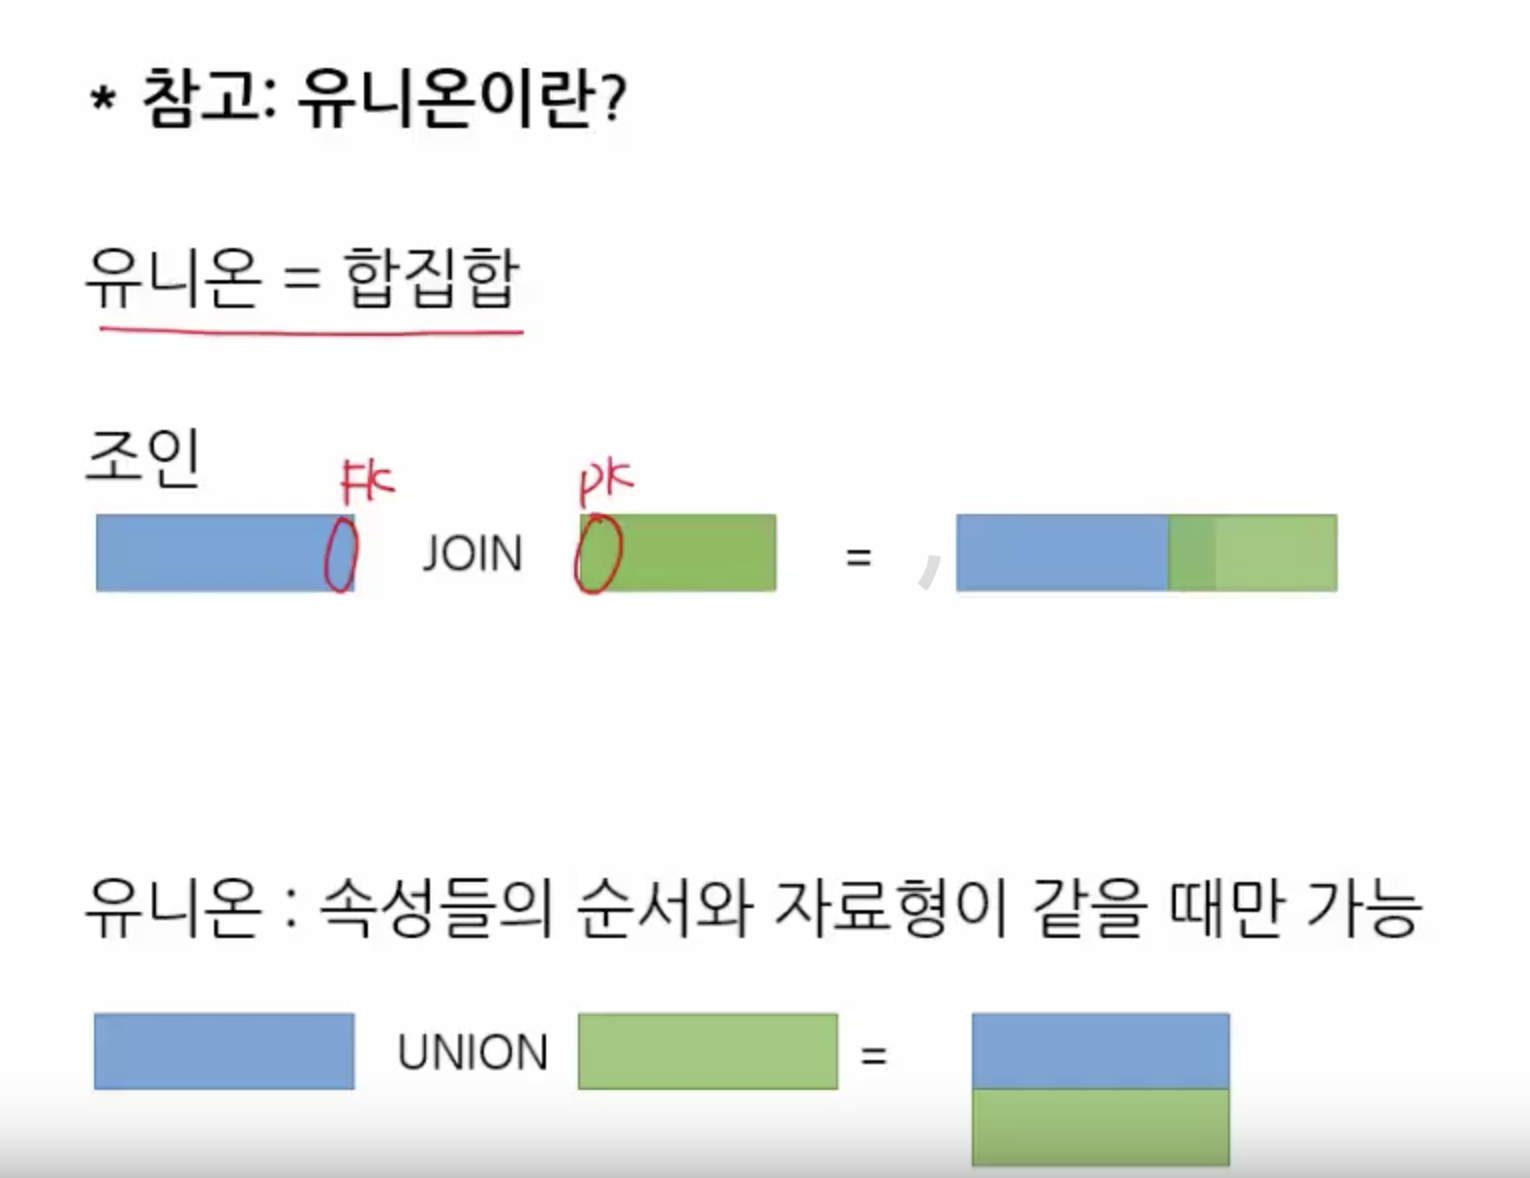 * 참고: 유니온이란?
유니온 = 합집합
조인
FK PK
JOIN =
유니온 : 속성들의 순서와 자료형이 같을 때만 가능
UNION =